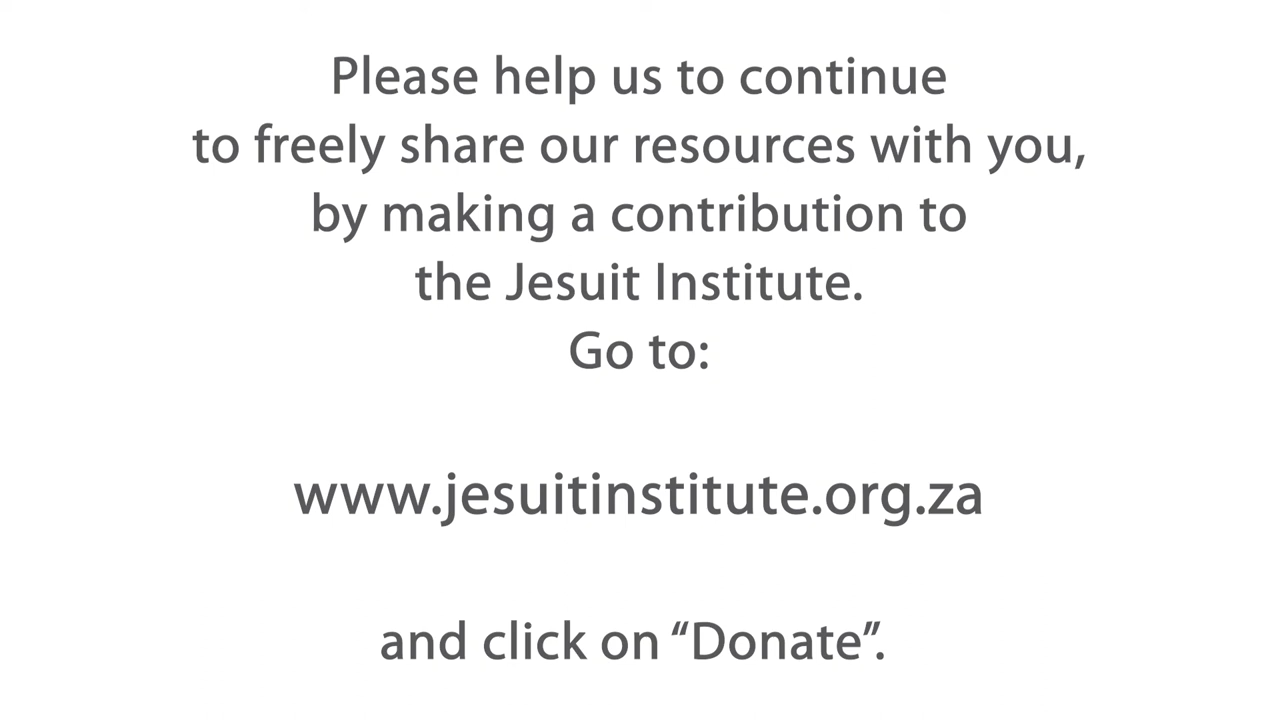 Please help us to continue
to freely share our resources with you,
by making a contribution to
the Jesuit Institute.
Go to:
www.jesuitinstitute.org.za
and click on “Donate”.